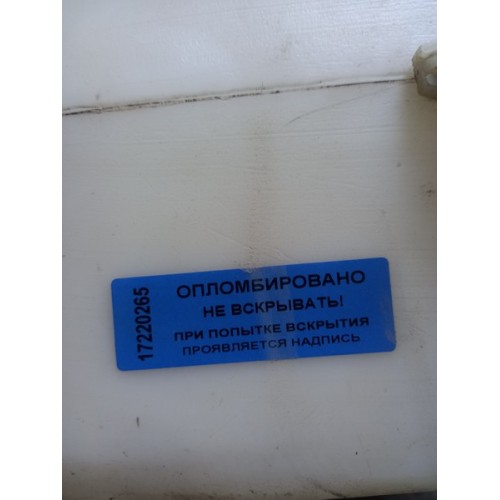 17220265
ОПЛОМБИРОВАНО
НЕ ВСКРЫВАТЬ!
ПРИ ПОПЫТКЕ ВСКРЫТИЯ
ПРОЯВЛЯЕТСЯ НАДПИСЬ